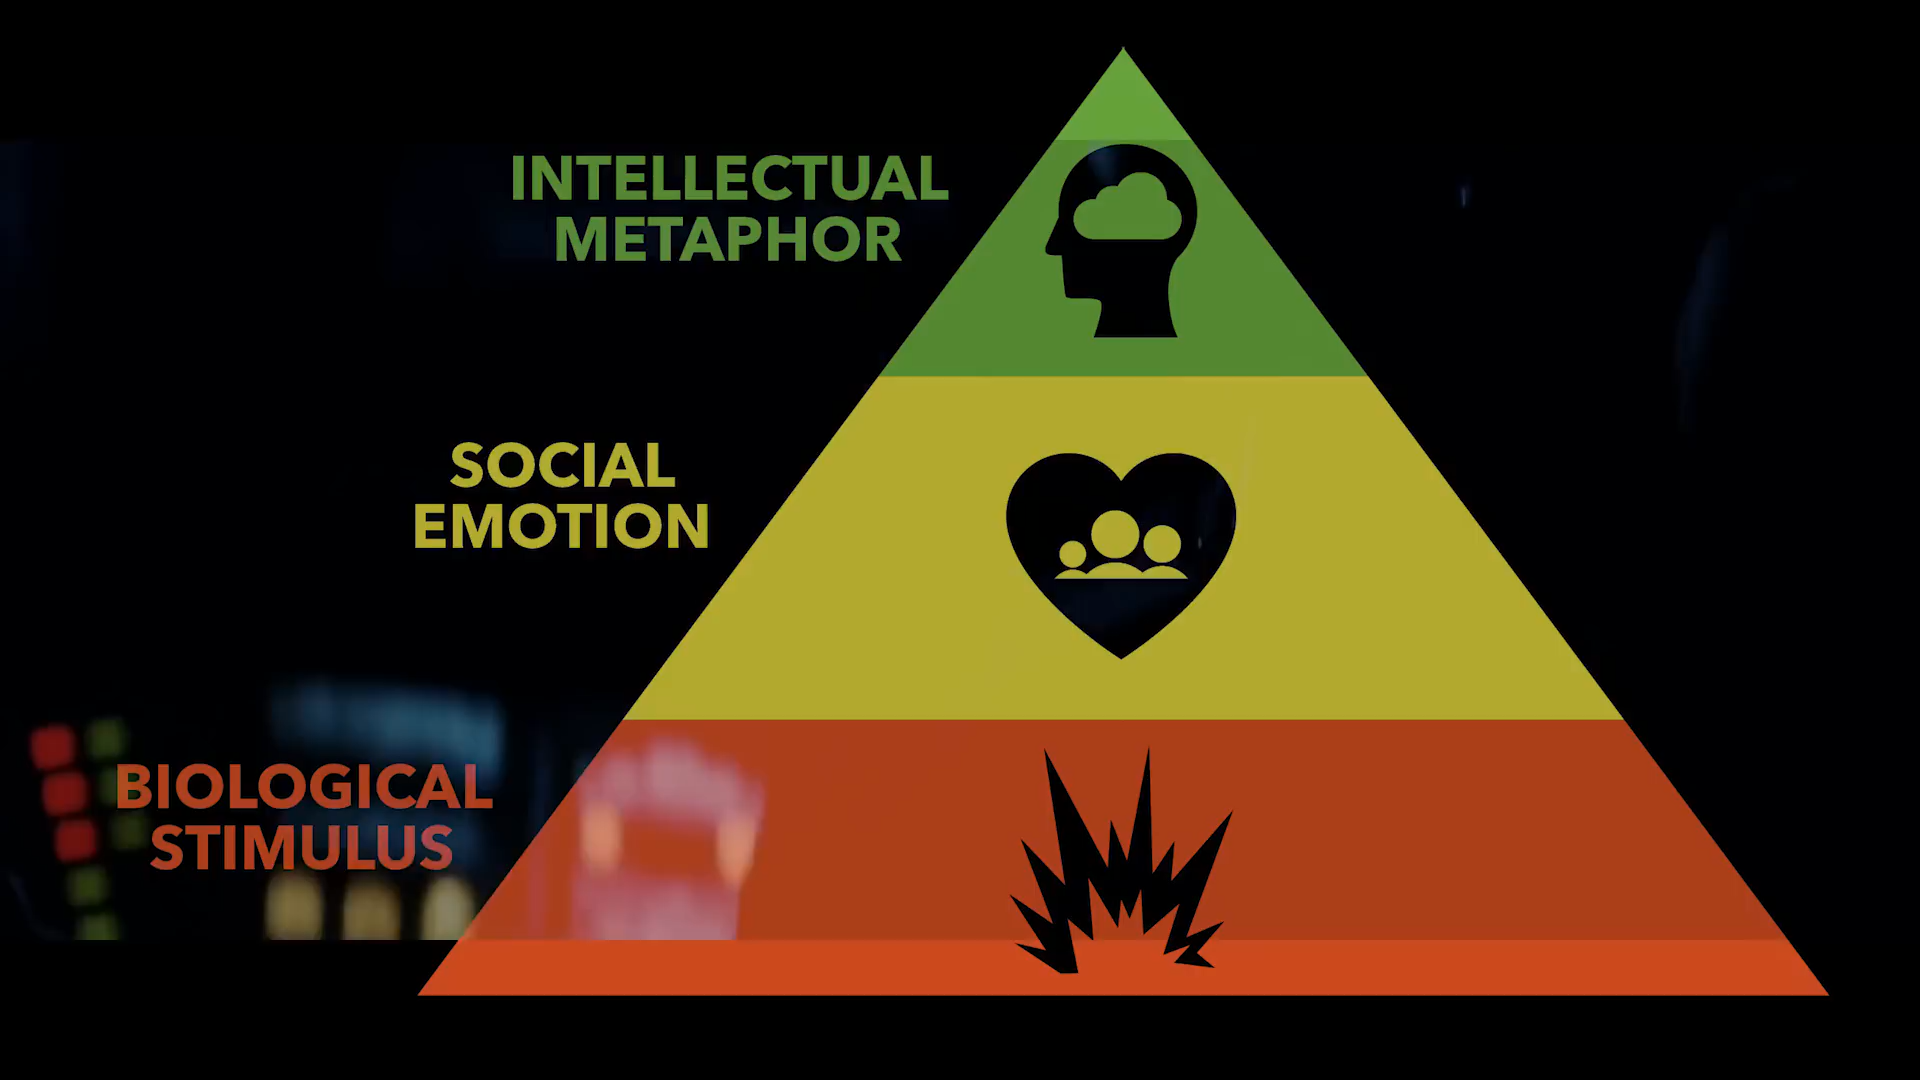 INTELLECTUAL
METAPHOR
SOCIAL
EMOTION
BIOLOGICAL
STIMULUS